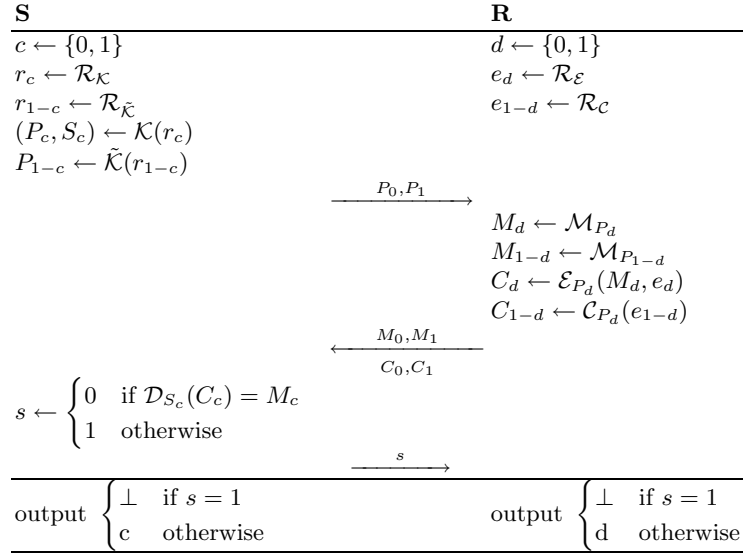 S R
c ← {0, 1} d ← {0, 1}
r_c ← R_K e_d ← R_E
r_{1−c} ← R_{K̃} e_{1−d} ← R_C
(P_c, S_c) ← K(r_c)
P_{1−c} ← K̃(r_{1−c})
P_0, P_1
M_d ← M_{P_d}
M_{1−d} ← M_{P_{1−d}}
C_d ← E_{P_d}(M_d, e_d)
C_{1−d} ← C_{P_d}(e_{1−d})
M_0, M_1
C_0, C_1
s ← { 0 if D_{S_c}(C_c) = M_c
1 otherwise
s
output { ⊥ if s = 1 output { ⊥ if s = 1
c otherwise d otherwise